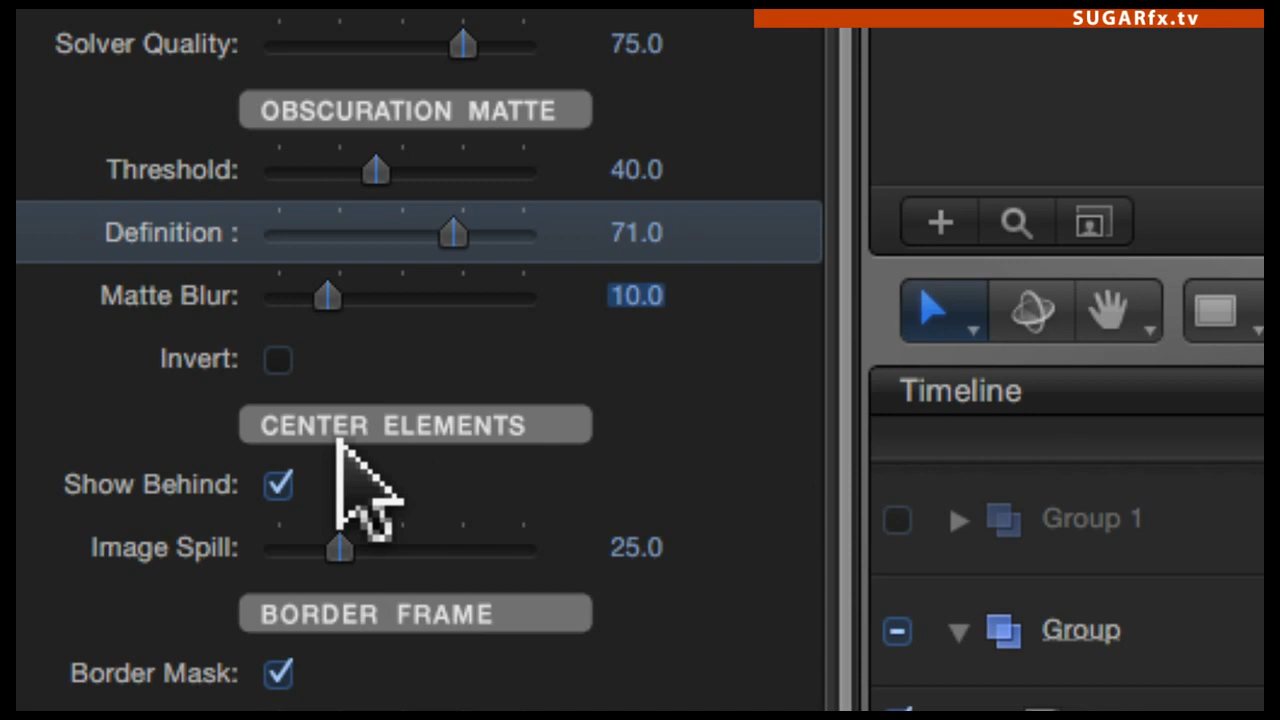 SUGARfx.tv
Solver Quality: 75.0
OBSCURATION MATTE
Threshold: 40.0
Definition : 71.0
Matte Blur: 10.0
Invert:
CENTER ELEMENTS
Show Behind:
Image Spill: 25.0
BORDER FRAME
Border Mask:
Timeline
Group 1
Group